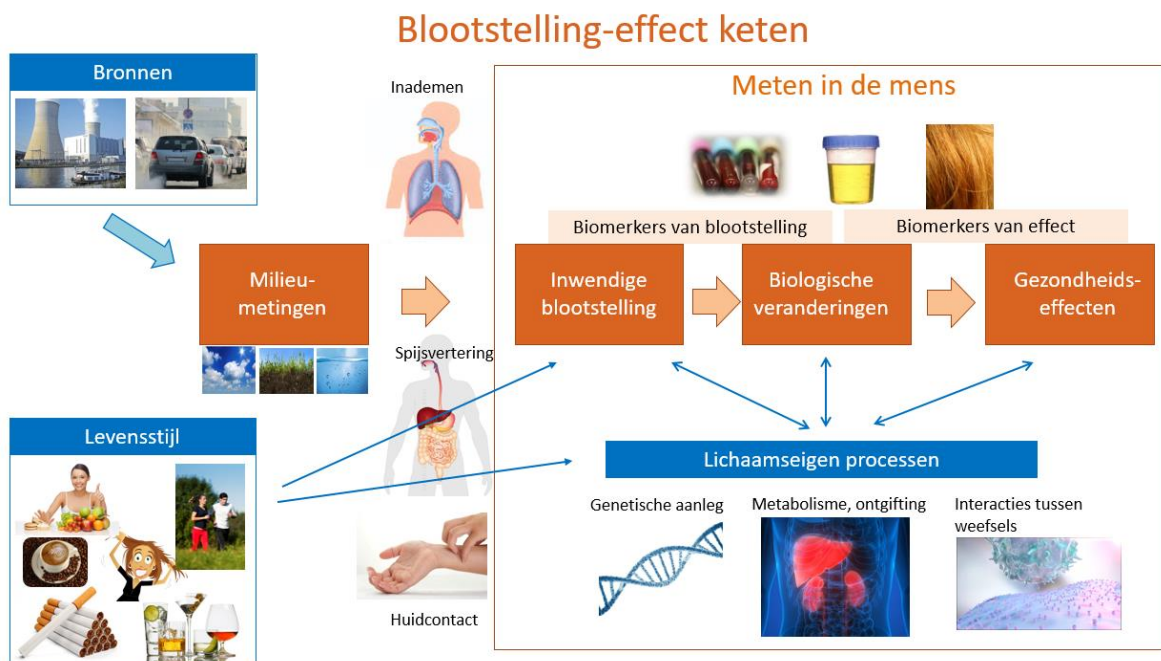 Blootstelling-effect keten
Bronnen
Inademen
Meten in de mens
Biomerkers van blootstelling
Biomerkers van effect
Milieu-
metingen
Inwendige
blootstelling
Biologische
veranderingen
Gezondheids-
effecten
Spijsvertering
Levensstijl
Lichaamseigen processen
Genetische aanleg
Metabolisme, ontgifting
Interacties tussen
weefsels
Huidcontact